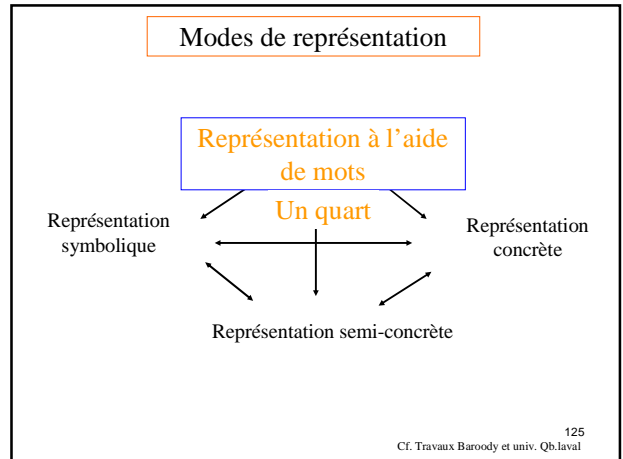 Modes de représentation
Représentation à l’aide
de mots
Un quart
Représentation
symbolique
Représentation
concrète
Représentation semi-concrète
125
Cf. Travaux Baroody et univ. Qb.laval